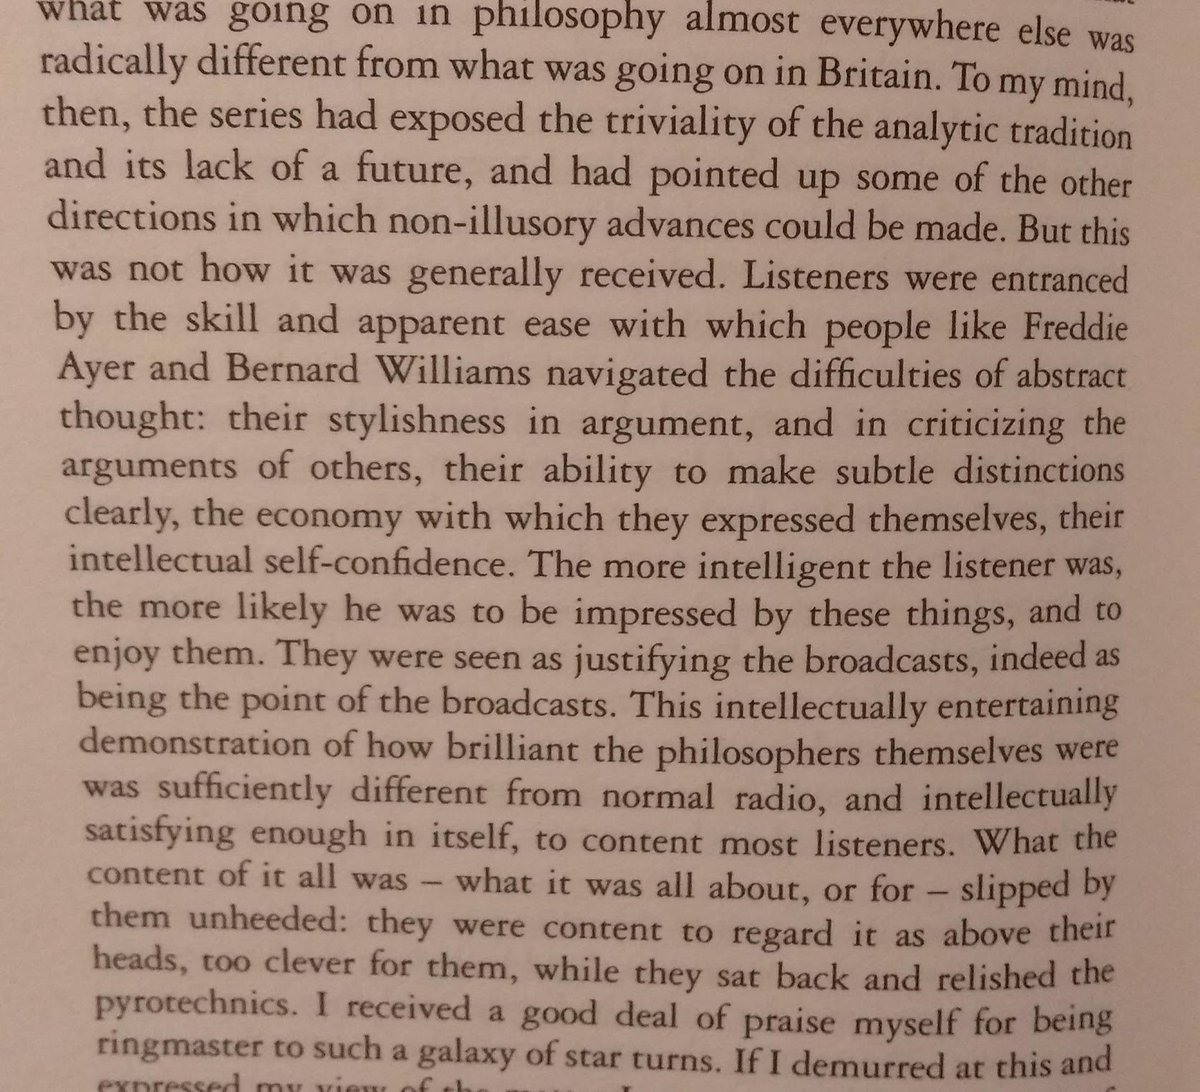 what was going on in philosophy almost everywhere else was
radically different from what was going on in Britain. To my mind,
then, the series had exposed the triviality of the analytic tradition
and its lack of a future, and had pointed up some of the other
directions in which non-illusory advances could be made. But this
was not how it was generally received. Listeners were entranced
by the skill and apparent ease with which people like Freddie
Ayer and Bernard Williams navigated the difficulties of abstract
thought: their stylishness in argument, and in criticizing the
arguments of others, their ability to make subtle distinctions
clearly, the economy with which they expressed themselves, their
intellectual self-confidence. The more intelligent the listener was,
the more likely he was to be impressed by these things, and to
enjoy them. They were seen as justifying the broadcasts, indeed as
being the point of the broadcasts. This intellectually entertaining
demonstration of how brilliant the philosophers themselves were
was sufficiently different from normal radio, and intellectually
satisfying enough in itself, to content most listeners. What the
content of it all was – what it was all about, or for – slipped by
them unheeded: they were content to regard it as above their
heads, too clever for them, while they sat back and relished the
pyrotechnics. I received a good deal of praise myself for being
ringmaster to such a galaxy of star turns. If I demurred at this and
expressed my view of the